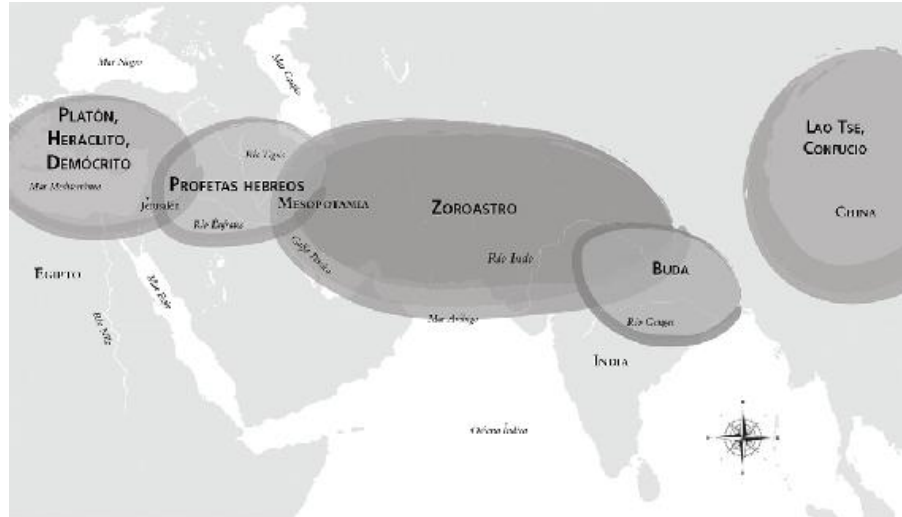 Mar Negro
Mar Caspio
PLATÓN,
HERÁCLITO,
DEMÓCRITO
Mar Mediterráneo
Río Tigris
PROFETAS HEBREOS
Jerusalén
Río Éufrates
MESOPOTAMIA
ZOROASTRO
Golfo Pérsico
Río Indo
LAO TSE,
CONFUCIO
CHINA
BUDA
Río Ganges
EGIPTO
Mar Rojo
Río Nilo
Mar Arábigo
INDIA
Océano Índico